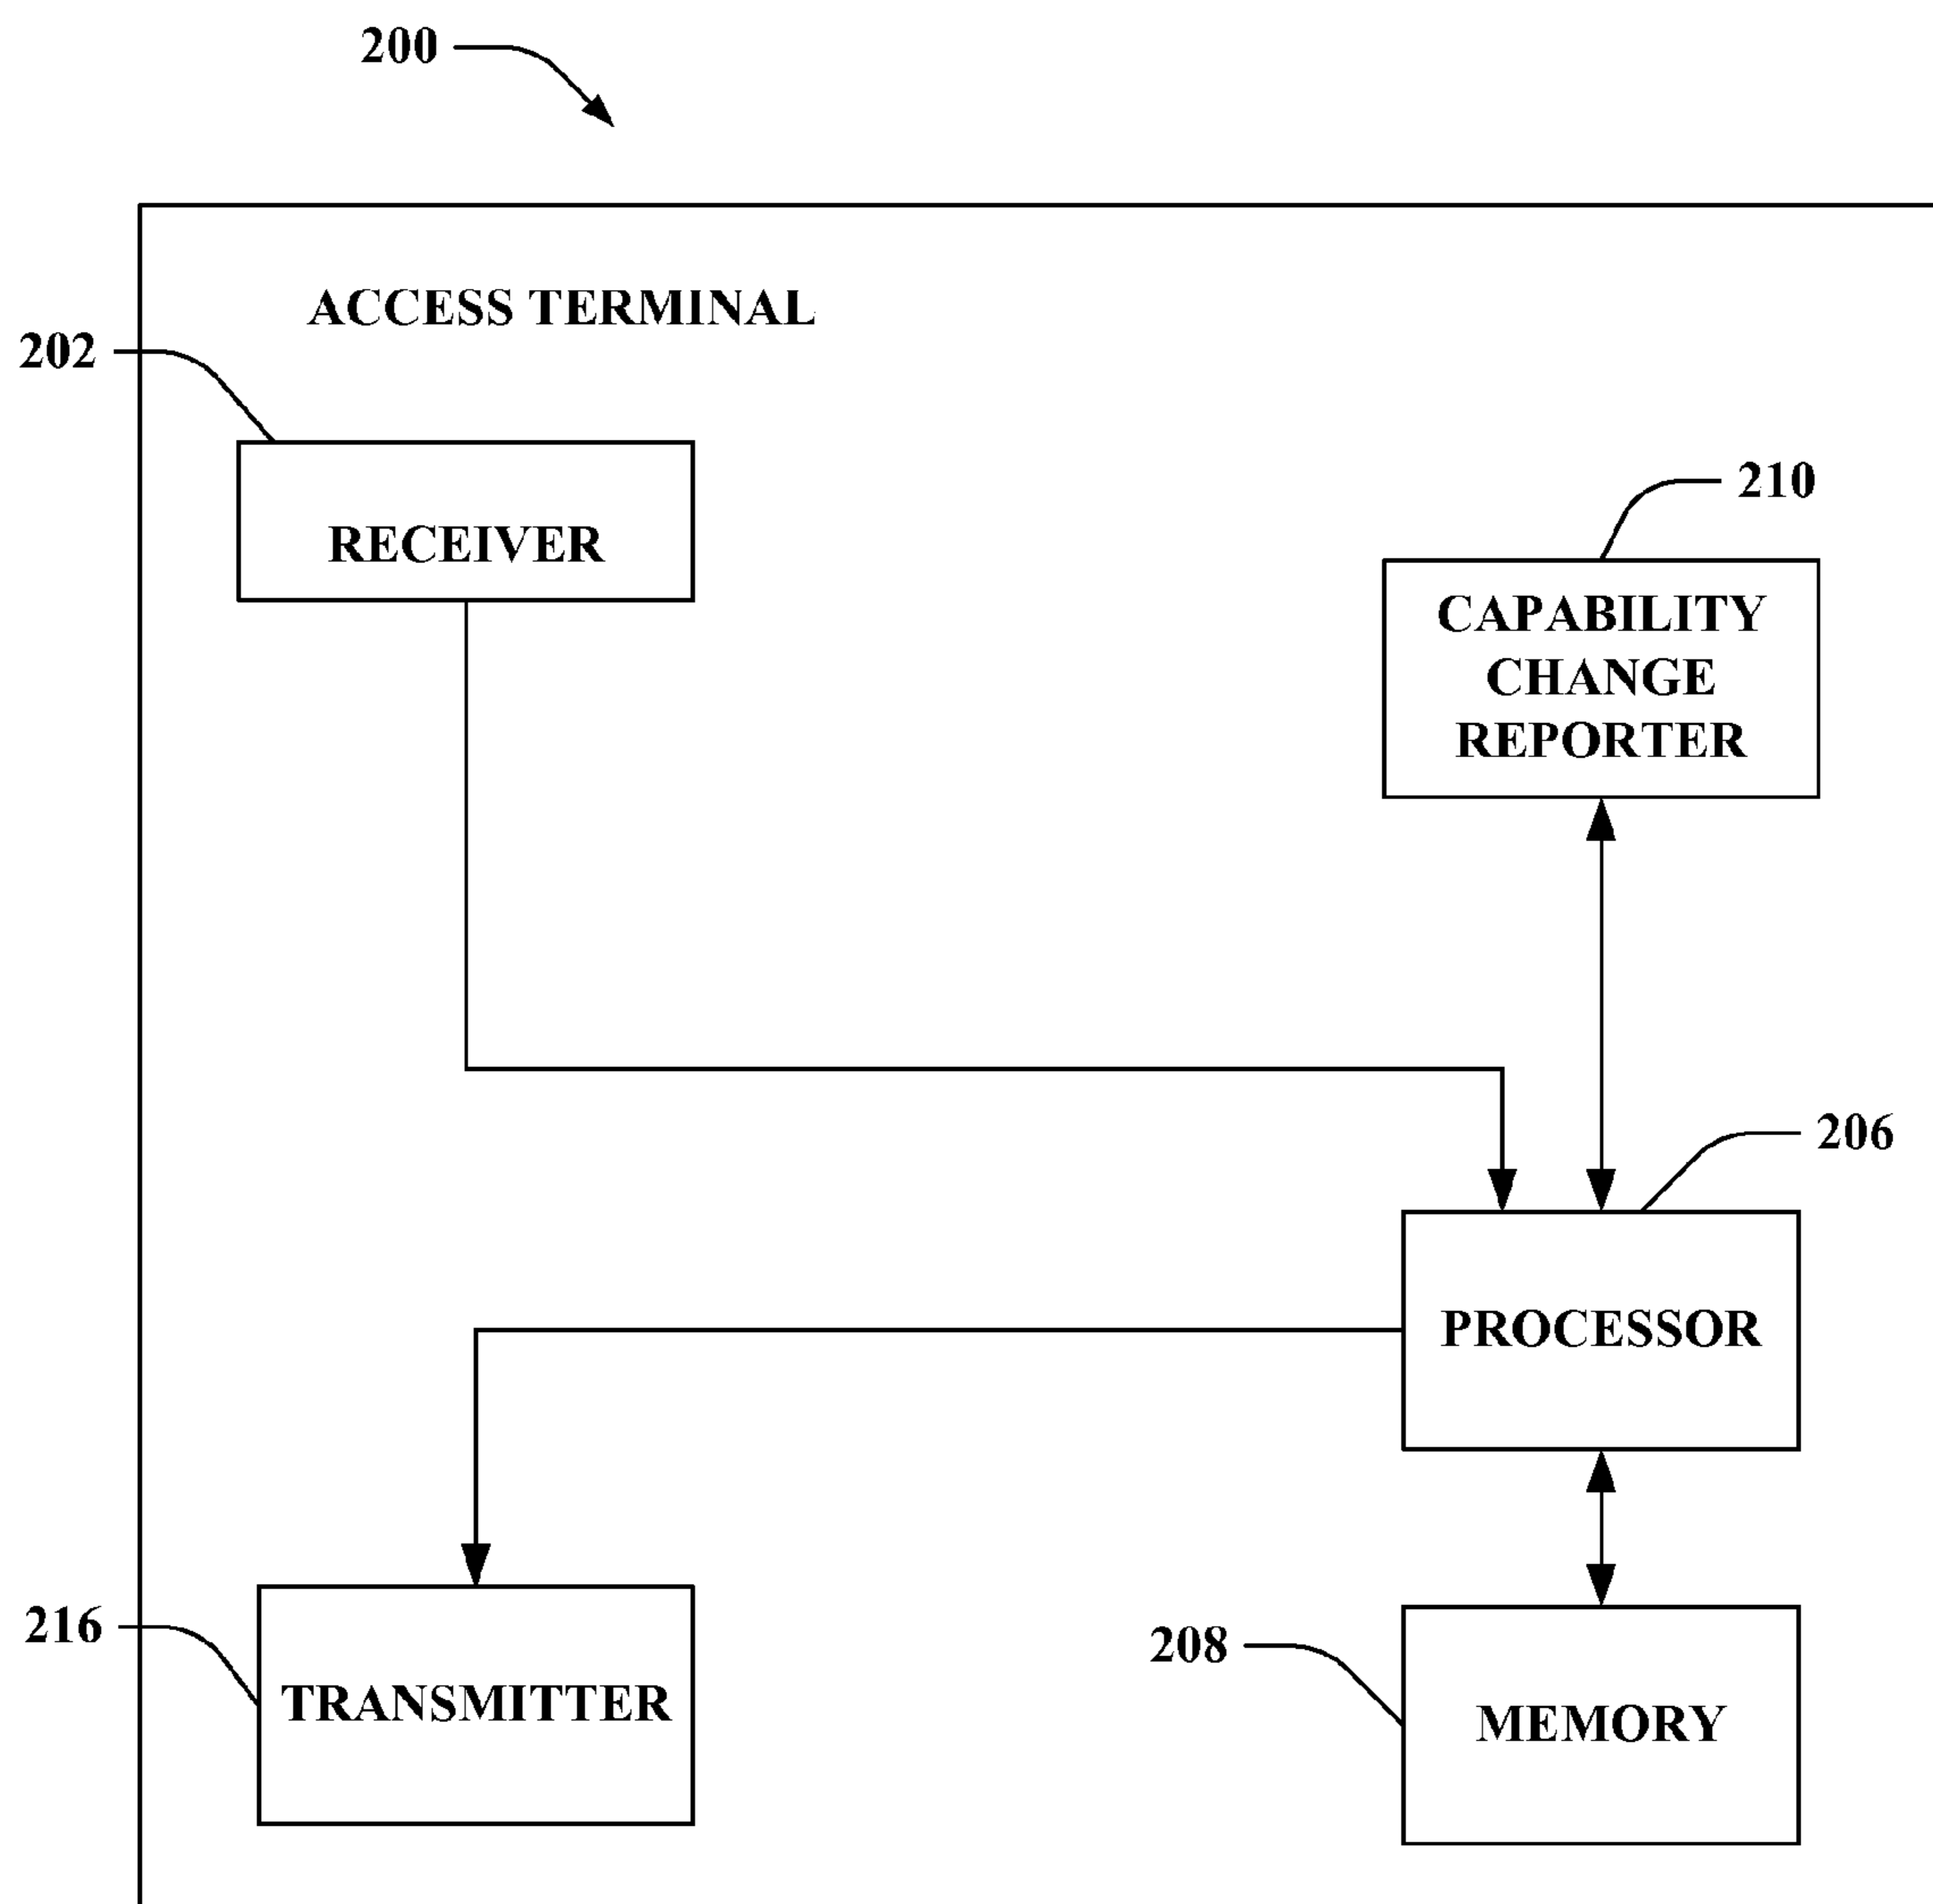 200
ACCESS TERMINAL
202
RECEIVER
210
CAPABILITY
CHANGE
REPORTER
206
PROCESSOR
216
TRANSMITTER
208
MEMORY